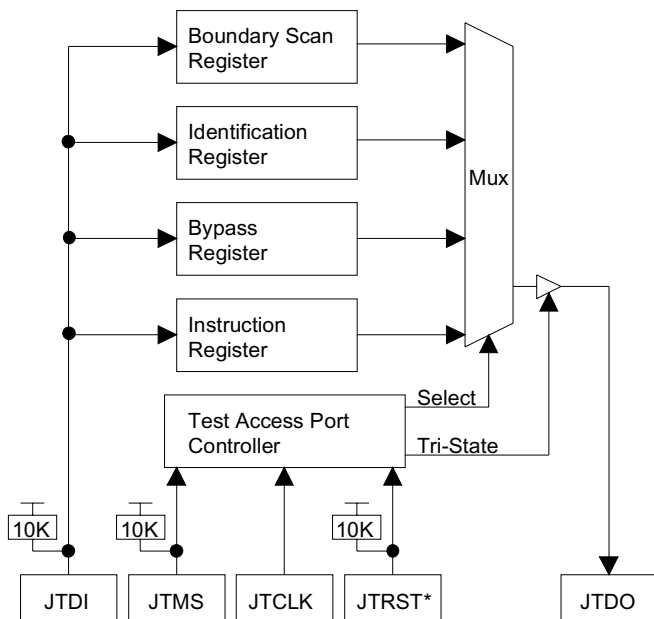 Boundary Scan
Register
Identification
Register
Mux
Bypass
Register
Instruction
Register
Select
Test Access Port
Controller
Tri-State
10K
10K
10K
JTDI
JTMS
JTCLK
JTRST*
JTDO